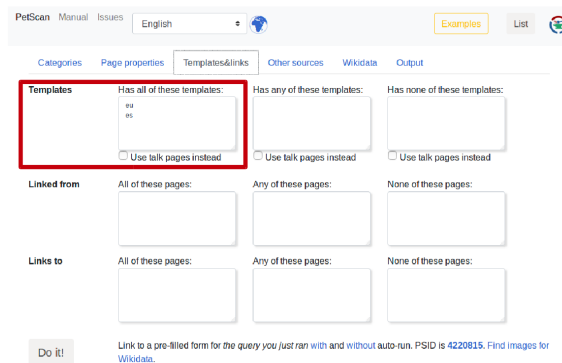 PetScan Manual Issues English Examples List
Categories Page properties Templates&links Other sources Wikidata Output
Templates Has all of these templates: Has any of these templates: Has none of these templates:
eu
es
Use talk pages instead Use talk pages instead Use talk pages instead
Linked from All of these pages: Any of these pages: None of these pages:
Links to All of these pages: Any of these pages: None of these pages:
Do it! Link to a pre-filled form for the query you just ran with and without auto-run. PSID is 4220815. Find images for
Wikidata.